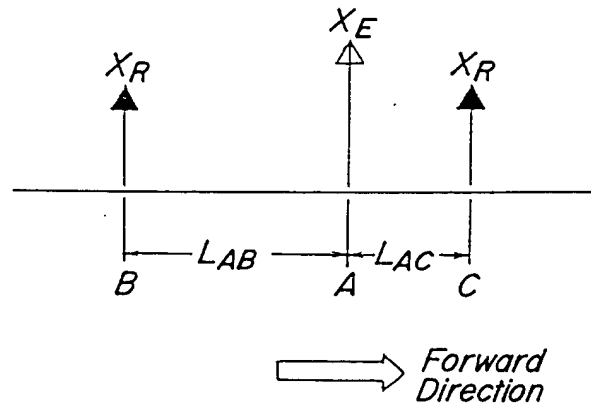 X_E
X_R X_R
L_AB L_AC
B A C
Forward
Direction